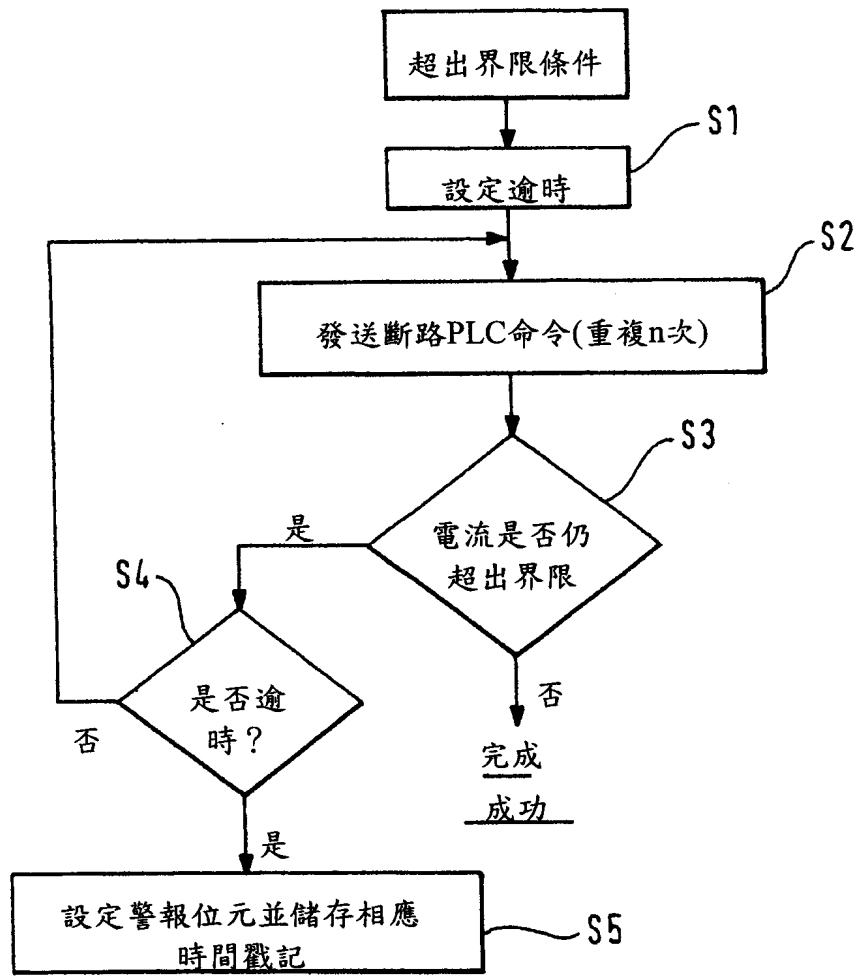 超出界限條件
S1
設定逾時
S2
發送斷路PLC命令(重複n次)
S3
電流是否仍
超出界限
是
S4
是否逾
時?
否
否
完成
成功
是
設定警報位元並儲存相應
時間戳記
S5